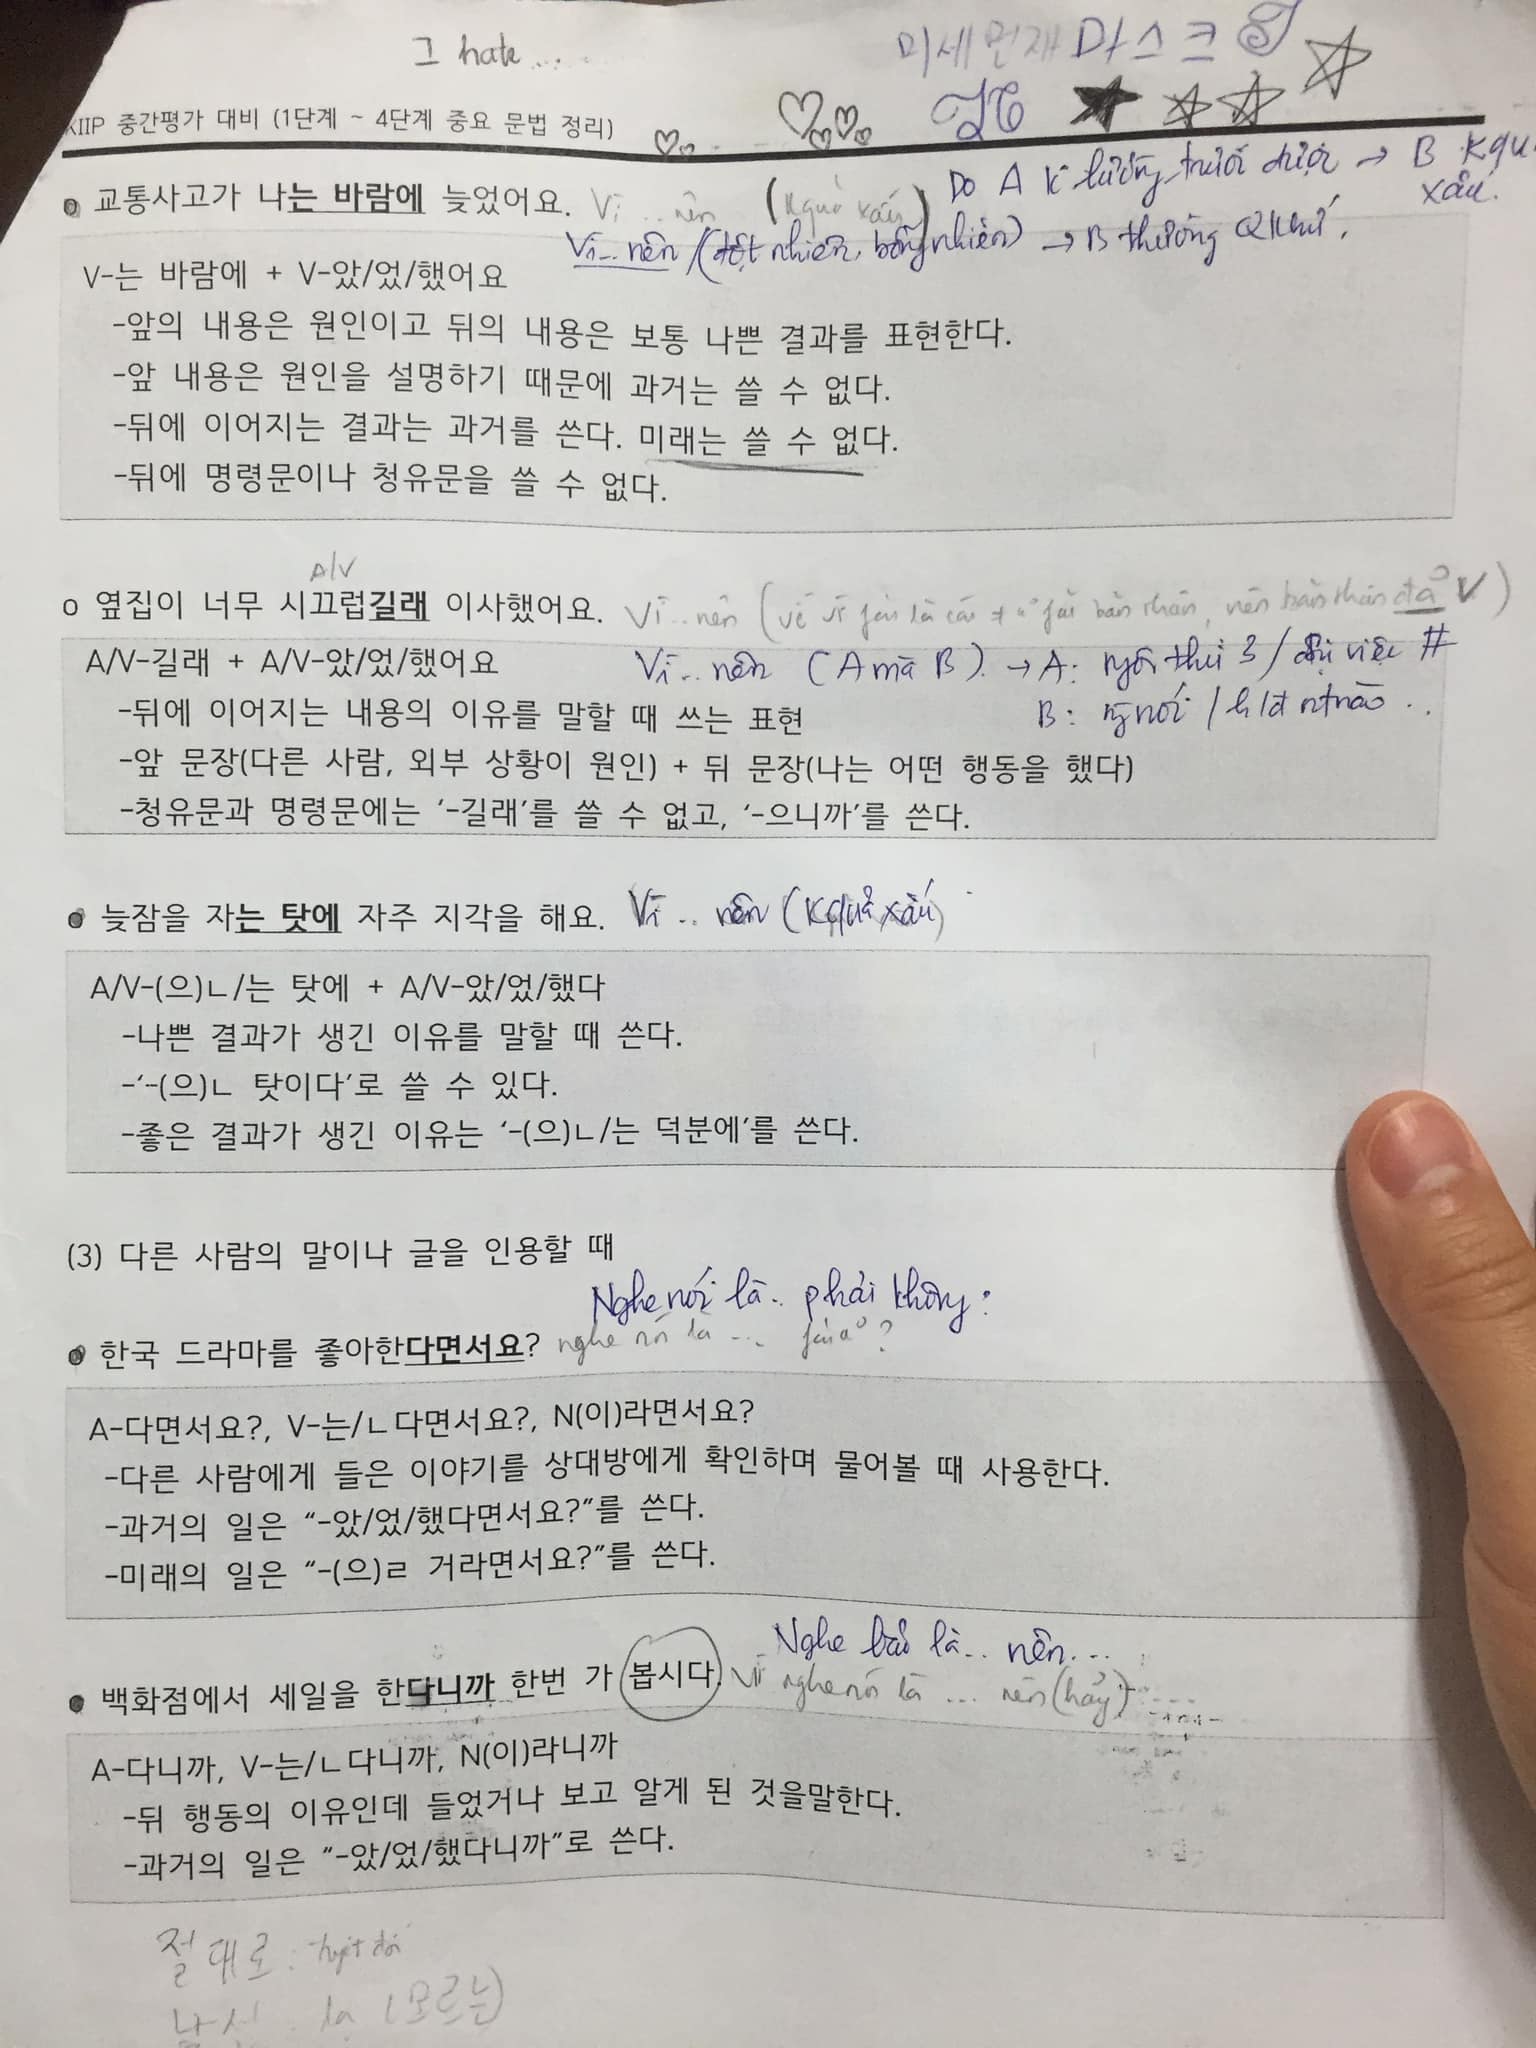 그 hate...
미세먼재 마스크
KIIP 중간평가 대비 (1단계 ~ 4단계 중요 문법 정리)
Do A K lường trước được → B Kquả xấu.
교통사고가 나는 바람에 늦었어요. Vì .. nên (Kquả xấu)
Vì... nên / (đột nhiên, bỗng nhiên) → B thường QKhứ.
V-는 바람에 + V-았/었/했어요
-앞의 내용은 원인이고 뒤의 내용은 보통 나쁜 결과를 표현한다.
-앞 내용은 원인을 설명하기 때문에 과거는 쓸 수 없다.
-뒤에 이어지는 결과는 과거를 쓴다. 미래는 쓸 수 없다.
-뒤에 명령문이나 청유문을 쓸 수 없다.
A/V
o 옆집이 너무 시끄럽길래 이사했어요. Vì .. nên (vế vì là bản thân, nên bản thân đã V)
A/V-길래 + A/V-았/었/했어요 Vì .. nên (A mà B) → A: ngôi thứ 3 / sự việc #
-뒤에 이어지는 내용의 이유를 말할 때 쓰는 표현 B: nói
-앞 문장(다른 사람, 외부 상황이 원인) + 뒤 문장(나는 어떤 행동을 했다)
-청유문과 명령문에는 ‘-길래’를 쓸 수 없고, ‘-으니까’를 쓴다.
늦잠을 자는 탓에 자주 지각을 해요. Vì .. nên (Kquả xấu)
A/V-(으)ㄴ/는 탓에 + A/V-았/었/했다
-나쁜 결과가 생긴 이유를 말할 때 쓴다.
-‘-(으)ㄴ 탓이다’로 쓸 수 있다.
-좋은 결과가 생긴 이유는 ‘-(으)ㄴ/는 덕분에’를 쓴다.
(3) 다른 사람의 말이나 글을 인용할 때
Nghe nói là .. phải không?
한국 드라마를 좋아한다면서요? nghe nói là ... ?
A-다면서요?, V-는/ㄴ다면서요?, N(이)라면서요?
-다른 사람에게 들은 이야기를 상대방에게 확인하며 물어볼 때 사용한다.
-과거의 일은 “-았/었/했다면서요?”를 쓴다.
-미래의 일은 “-(으)ㄹ 거라면서요?”를 쓴다.
Nghe bảo là .. nên...
백화점에서 세일을 한다니까 한번 가 봅시다. Vì nghe nói là ... nên (hãy)
A-다니까, V-는/ㄴ다니까, N(이)라니까
-뒤 행동의 이유인데 들었거나 보고 알게 된 것을말한다.
-과거의 일은 “-았/었/했다니까”로 쓴다.
절대로 : tuyệt đối
lạ (모르는)